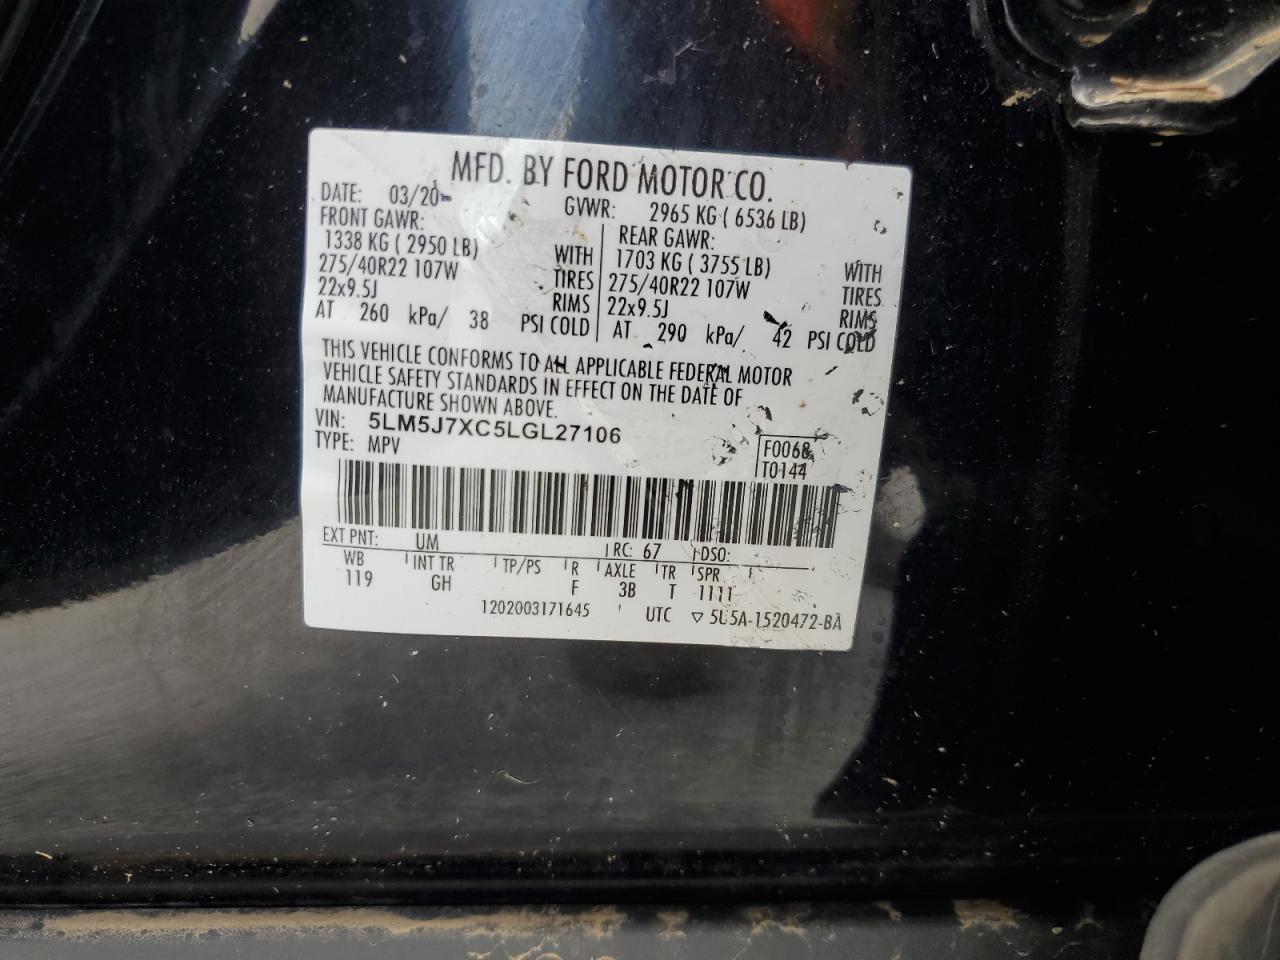 MFD. BY FORD MOTOR CO.
DATE: 03/20 GVWR: 2965 KG ( 6536 LB)
FRONT GAWR: REAR GAWR:
1338 KG ( 2950 LB) WITH 1703 KG ( 3755 LB) WITH
275/40R22 107W TIRES 275/40R22 107W TIRES
22x9.5J RIMS 22x9.5J RIMS
AT 260 kPa/ 38 PSI COLD AT 290 kPa/ 42 PSI COLD
THIS VEHICLE CONFORMS TO ALL APPLICABLE FEDERAL MOTOR
VEHICLE SAFETY STANDARDS IN EFFECT ON THE DATE OF
MANUFACTURE SHOWN ABOVE.
VIN: 5LM5J7XC5LGL27106
TYPE: MPV
F0068
T0144
EXT PNT: UM RC: 67 DSO:
WB INT TR TP/PS R AXLE TR SPR
119 GH F 3B T 1111
1202003171645 UTC ▽ 5U5A-1520472-BA